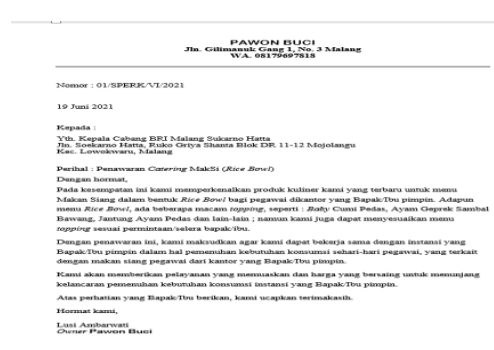 PAWON BUCI
Jln. Gilimanuk Gang 1, No. 3 Malang
WA. 08179697818
Nomor : 01/SPERK/VI/2021
19 Juni 2021
Kepada :
Yth. Kepala Cabang BRI Malang Sukarno Hatta
Jln. Soekarno Hatta, Ruko Griya Shanta Blok DR 11-12 Mojolangu
Kec. Lowokwaru, Malang
Perihal : Penawaran Catering MakSi (Rice Bowl)
Dengan hormat,
Pada kesempatan ini kami memperkenalkan produk kuliner kami yang terbaru untuk menu
Makan Siang dalam bentuk Rice Bowl bagi pegawai dikantor yang Bapak/Ibu pimpin. Adapun
menu Rice Bowl, ada beberapa macam topping, seperti : Baby Cumi Pedas, Ayam Geprek Sambal
Bawang, Jantung Ayam Pedas dan lain-lain ; namun kami juga dapat menyesuaikan menu
topping sesuai permintaan/selera bapak/ibu.
Dengan penawaran ini, kami maksudkan agar kami dapat bekerja sama dengan instansi yang
Bapak/Ibu pimpin dalam hal pemenuhan kebutuhan konsumsi sehari-hari pegawai, yang terkait
dengan makan siang pegawai dari kantor yang Bapak/Ibu pimpin.
Kami akan memberikan pelayanan yang memuaskan dan harga yang bersaing untuk menunjang
kelancaran pemenuhan kebutuhan konsumsi instansi yang Bapak/Ibu pimpin.
Atas perhatian yang Bapak/Ibu berikan, kami ucapkan terimakasih.
Hormat kami,
Lusi Ambarwati
Owner Pawon Buci